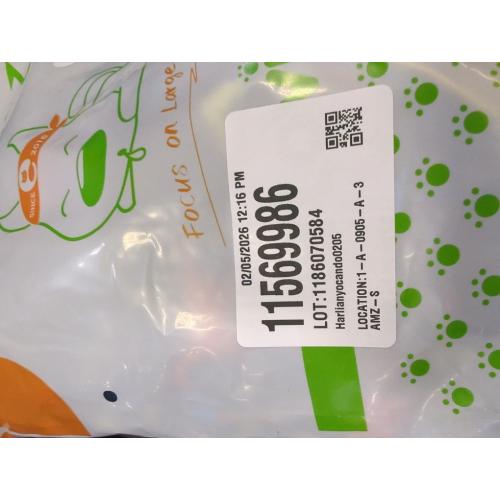 SINCE 2016
FOCUS on Large
02/05/2026 12:16 PM
11569986
LOT:1186070584
Harlianyocando0205
LOCATION:1-A-0905-A-3
AMZ-S